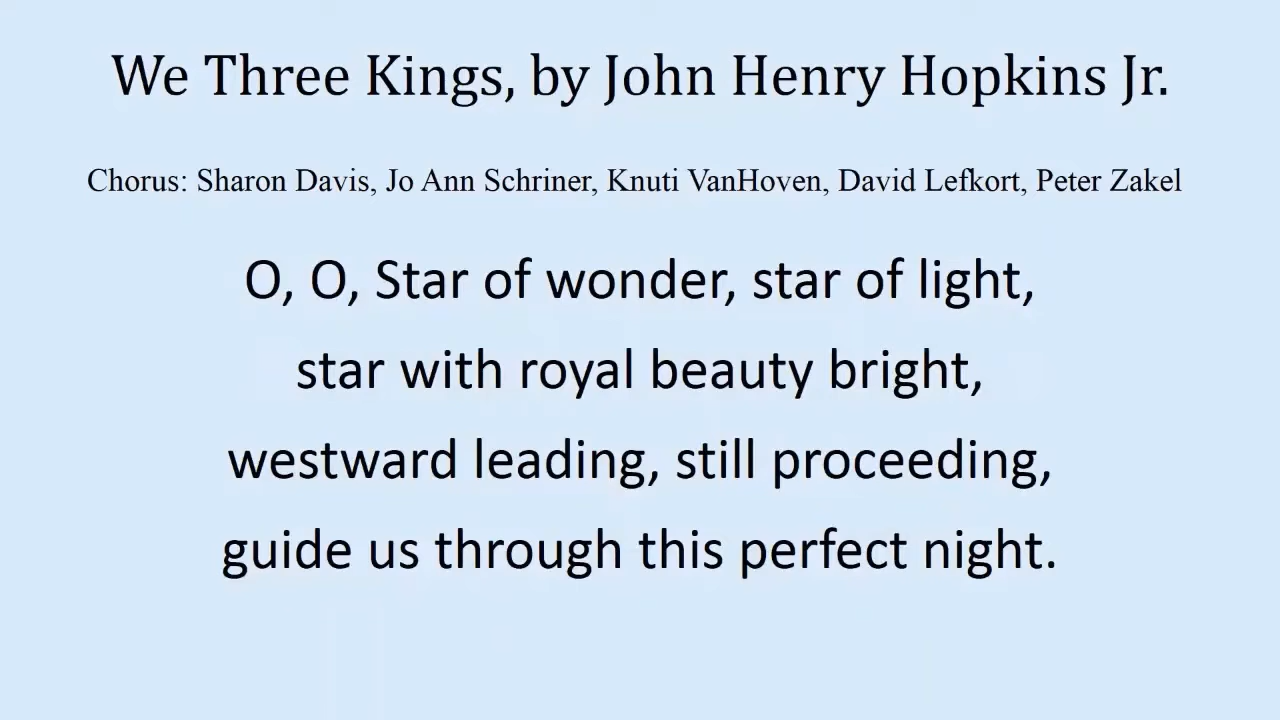 We Three Kings, by John Henry Hopkins Jr.
Chorus: Sharon Davis, Jo Ann Schriner, Knuti VanHoven, David Lefkort, Peter Zakel
O, O, Star of wonder, star of light,
star with royal beauty bright,
westward leading, still proceeding,
guide us through this perfect night.